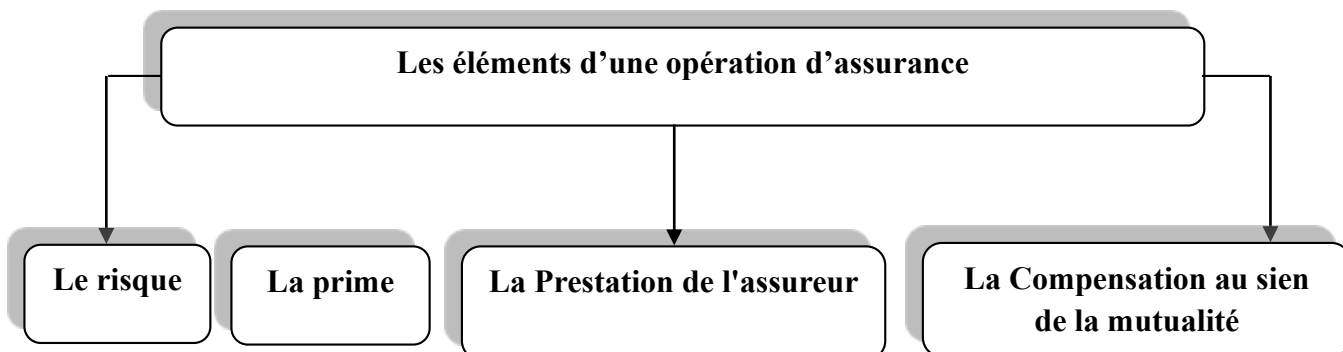 Les éléments d’une opération d’assurance
Le risque
La prime
La Prestation de l'assureur
La Compensation au sien
de la mutualité